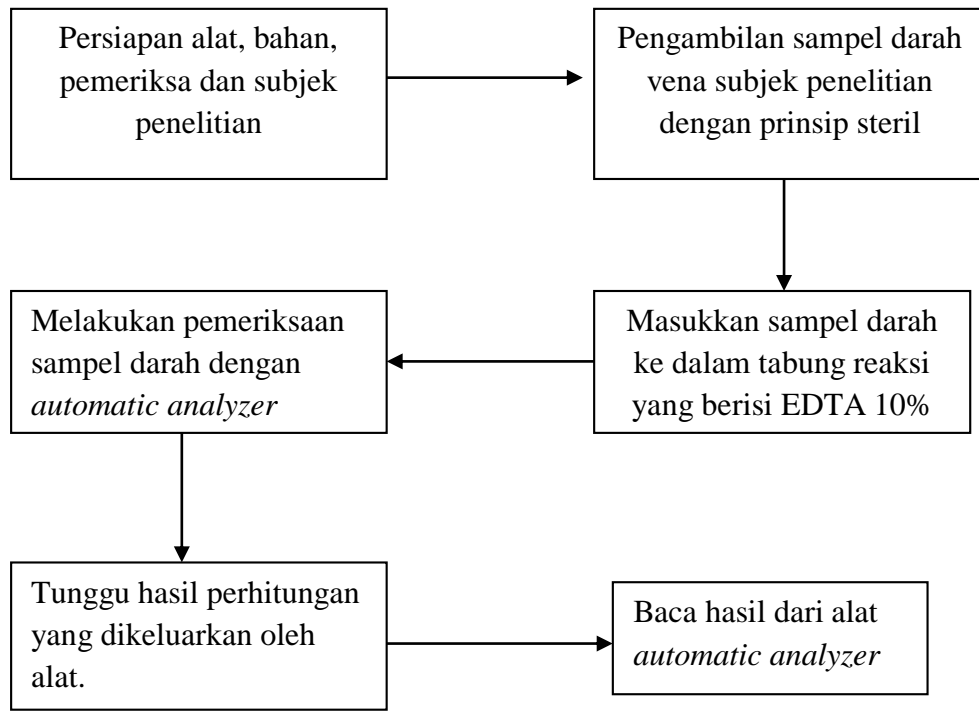 Persiapan alat, bahan,
pemeriksa dan subjek
penelitian
Pengambilan sampel darah
vena subjek penelitian
dengan prinsip steril
Masukkan sampel darah
ke dalam tabung reaksi
yang berisi EDTA 10%
Melakukan pemeriksaan
sampel darah dengan
automatic analyzer
Tunggu hasil perhitungan
yang dikeluarkan oleh
alat.
Baca hasil dari alat
automatic analyzer